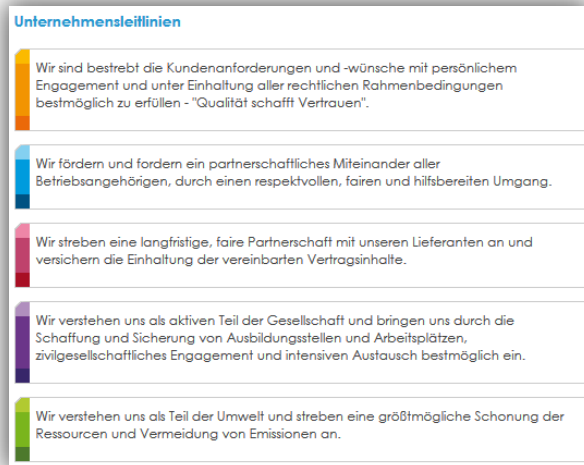 Unternehmensleitlinien
Wir sind bestrebt die Kundenanforderungen und -wünsche mit persönlichem
Engagement und unter Einhaltung aller rechtlichen Rahmenbedingungen
bestmöglich zu erfüllen - "Qualität schafft Vertrauen".
Wir fördern und fordern ein partnerschaftliches Miteinander aller
Betriebsangehörigen, durch einen respektvollen, fairen und hilfsbereiten Umgang.
Wir streben eine langfristige, faire Partnerschaft mit unseren Lieferanten an und
versichern die Einhaltung der vereinbarten Vertragsinhalte.
Wir verstehen uns als aktiven Teil der Gesellschaft und bringen uns durch die
Schaffung und Sicherung von Ausbildungsstellen und Arbeitsplätzen,
zivilgesellschaftliches Engagement und intensiven Austausch bestmöglich ein.
Wir verstehen uns als Teil der Umwelt und streben eine größtmögliche Schonung der
Ressourcen und Vermeidung von Emissionen an.